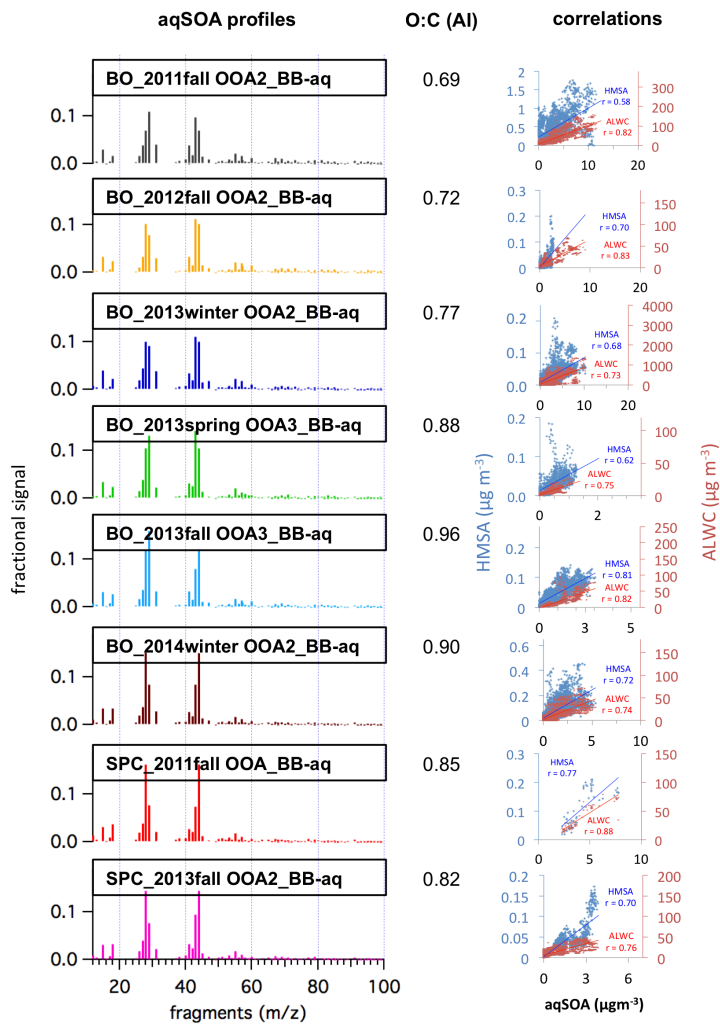 aqSOA profiles O:C (AI) correlations
BO_2011fall OOA2_BB-aq 0.69
0.1
0.0
2
1.5
1
0.5
0
HMSA
r = 0.58
ALWC
r = 0.82
300
200
100
0
0 10 20
BO_2012fall OOA2_BB-aq 0.72
0.1
0.0
0.3
0.2
0.1
0
HMSA
r = 0.70
ALWC
r = 0.83
150
100
50
0
0 10 20
BO_2013winter OOA2_BB-aq 0.77
0.1
0.0
0.2
0.1
0.0
HMSA
r = 0.68
ALWC
r = 0.73
4000
3000
2000
1000
0
0 10 20
BO_2013spring OOA3_BB-aq 0.88
0.1
0.0
0.2
0.1
0.0
HMSA
r = 0.62
ALWC
r = 0.75
100
50
0
0 2
BO_2013fall OOA3_BB-aq 0.96
0.1
0.0
0.2
0.1
0.0
HMSA
r = 0.81
ALWC
r = 0.82
250
200
150
100
50
0
0 3 5
BO_2014winter OOA2_BB-aq 0.90
0.1
0.0
0.6
0.4
0.2
0
HMSA
r = 0.72
ALWC
r = 0.74
150
100
50
0
0 5 10
SPC_2011fall OOA_BB-aq 0.85
0.1
0.0
0.3
0.2
0.1
0
HMSA
r = 0.77
ALWC
r = 0.88
150
100
50
0
0 5 10
SPC_2013fall OOA2_BB-aq 0.82
0.1
0.0
0.2
0.15
0.1
0.05
0
HMSA
r = 0.70
ALWC
r = 0.76
200
150
100
50
0
0 3 6
20 40 60 80 100
fragments (m/z)
aqSOA (µgm-3)
fractional signal
HMSA (µg m-3)
ALWC (µg m-3)